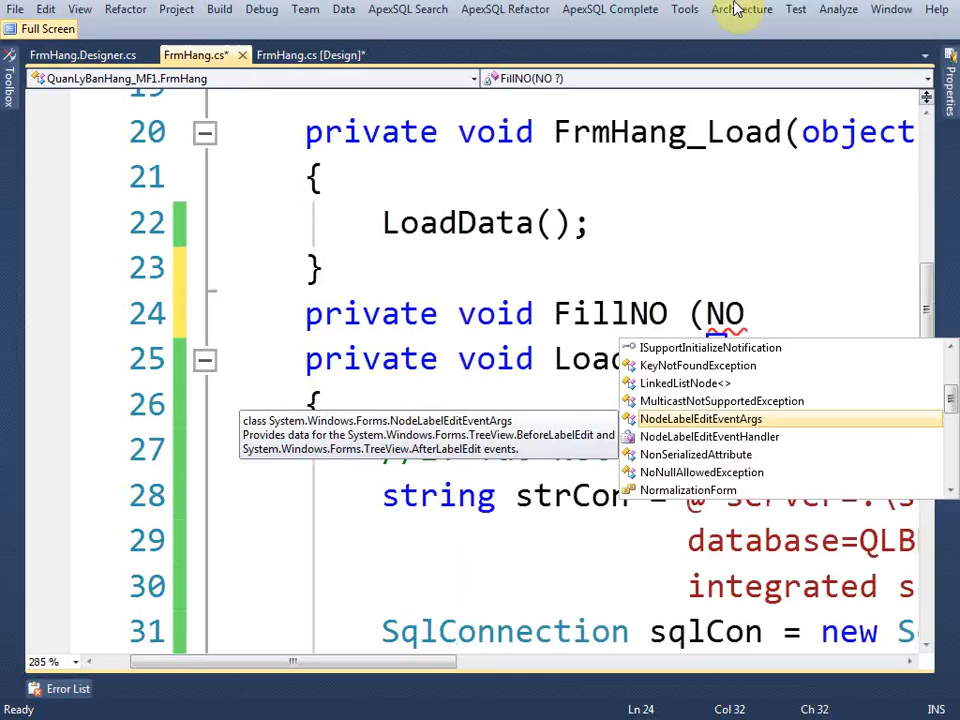 File Edit View Refactor Project Build Debug Team Data ApexSQL Search ApexSQL Refactor ApexSQL Complete Tools Architecture Test Analyze Window Help
Full Screen
FrmHang.Designer.cs FrmHang.cs* FrmHang.cs [Design]*
Toolbox
Properties
QuanLyBanHang_MF1.FrmHang FillNO(NO ?)
20 private void FrmHang_Load(object
21 {
22 LoadData();
23 }
24 private void FillNO (NO
25 private void Load
26 {
27
28 string strCon =
29 database=QLB
30 integrated s
31 SqlConnection sqlCon = new S
ISupportInitializeNotification
KeyNotFoundException
LinkedListNode<>
MulticastNotSupportedException
NodeLabelEditEventArgs
NodeLabelEditEventHandler
NonSerializedAttribute
NoNullAllowedException
NormalizationForm
class System.Windows.Forms.NodeLabelEditEventArgs
Provides data for the System.Windows.Forms.TreeView.BeforeLabelEdit and
System.Windows.Forms.TreeView.AfterLabelEdit events.
285 %
Error List
Ready Ln 24 Col 32 Ch 32 INS